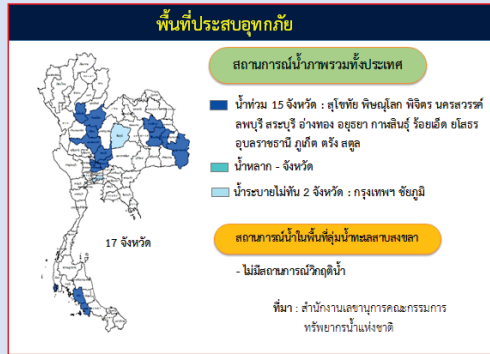 พื้นที่ประสบอุทกภัย
สถานการณ์น้ำภาพรวมทั้งประเทศ
น้ำท่วม 15 จังหวัด : สุโขทัย พิษณุโลก พิจิตร นครสวรรค์
ลพบุรี สระบุรี อ่างทอง อยุธยา กาฬสินธุ์ ร้อยเอ็ด ยโสธร
อุบลราชธานี ภูเก็ต ตรัง สตูล
น้ำหลาก - จังหวัด
น้ำระบายไม่ทัน 2 จังหวัด : กรุงเทพฯ ชัยภูมิ
17 จังหวัด
สถานการณ์น้ำในพื้นที่ลุ่มน้ำทะเลสาบสงขลา
- ไม่มีสถานการณ์วิกฤติน้ำ
ที่มา : สำนักงานเลขานุการคณะกรรมการ
ทรัพยากรน้ำแห่งชาติ